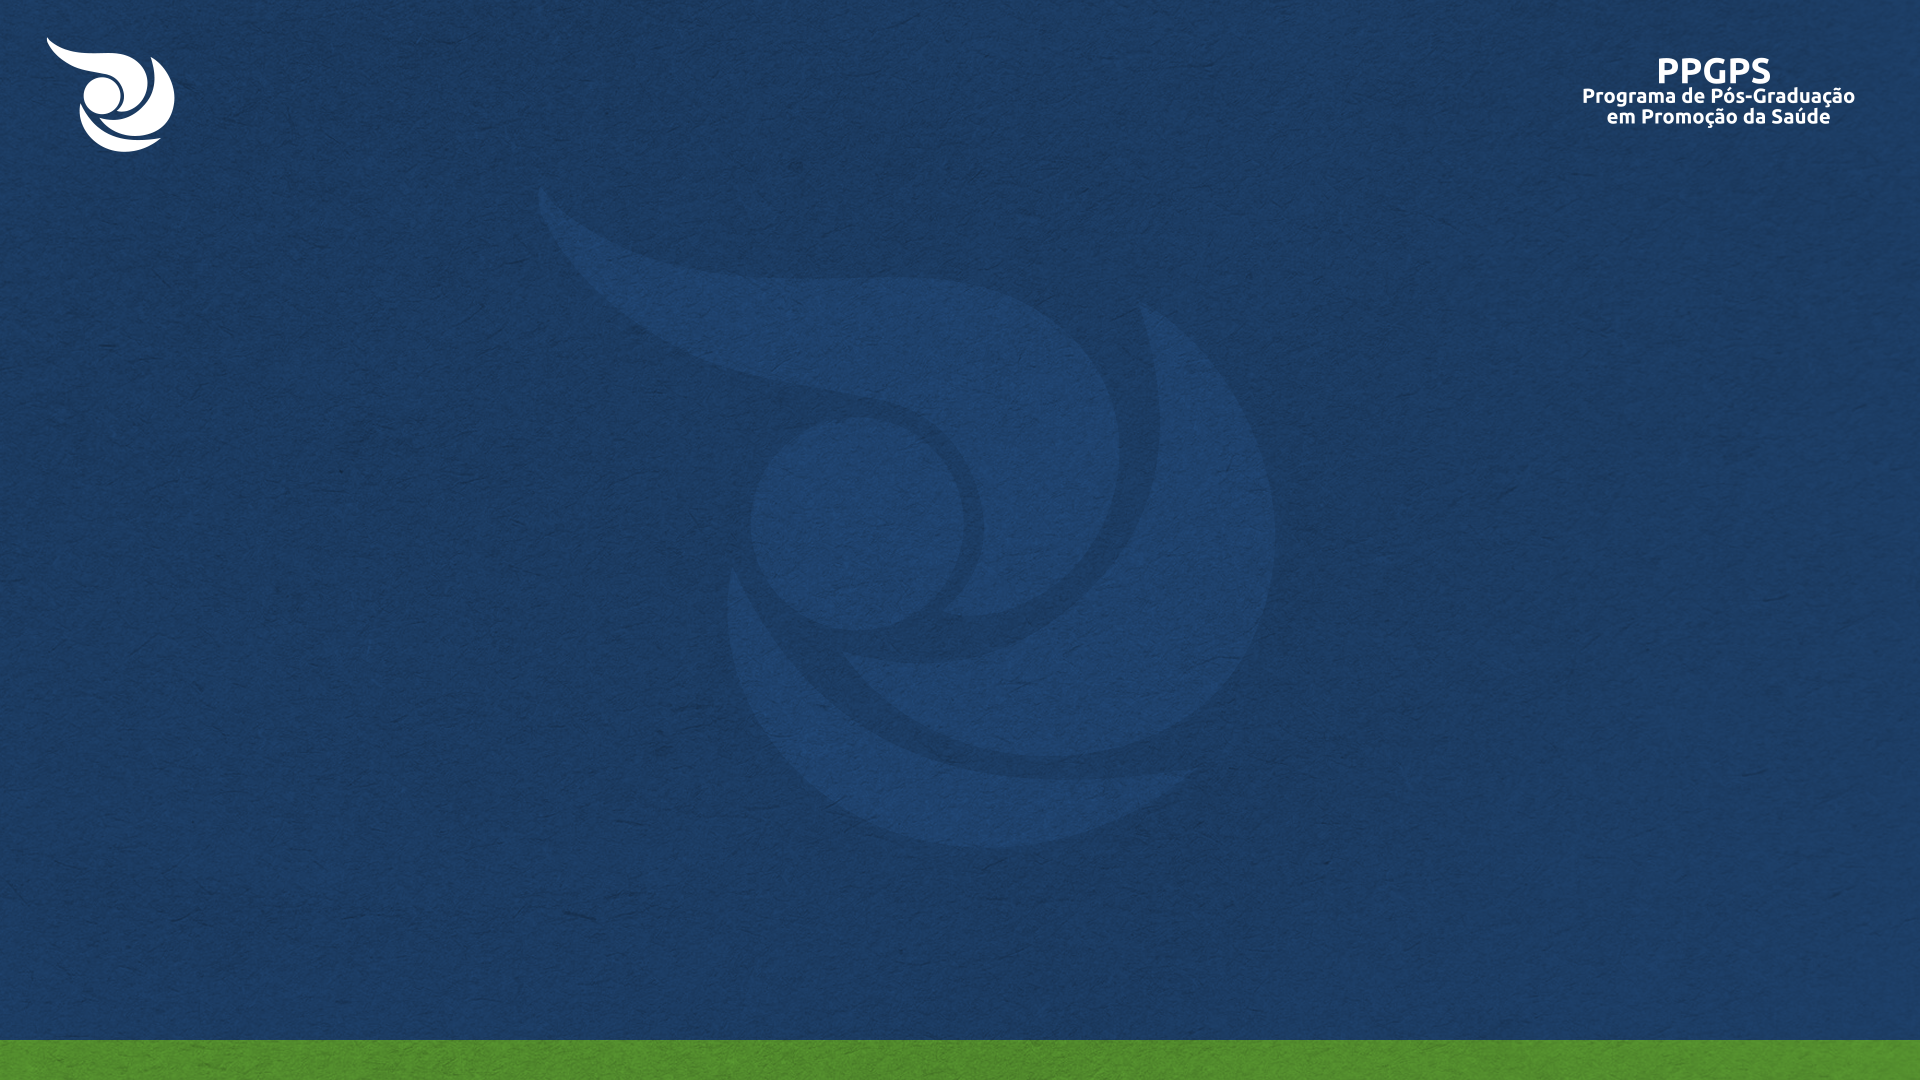 PPGPS
Programa de Pós-Graduação
em Promoção da Saúde